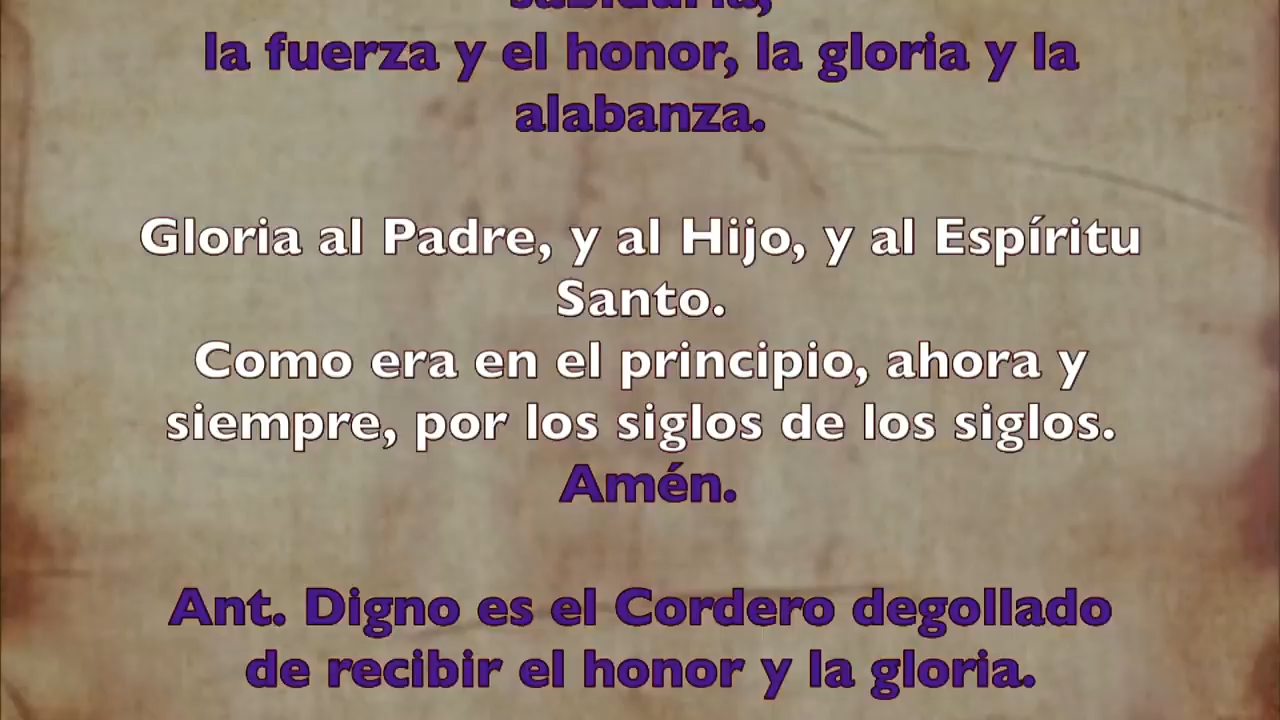 sabiduría,
la fuerza y el honor, la gloria y la
alabanza.
Gloria al Padre, y al Hijo, y al Espíritu
Santo.
Como era en el principio, ahora y
siempre, por los siglos de los siglos.
Amén.
Ant. Digno es el Cordero degollado
de recibir el honor y la gloria.